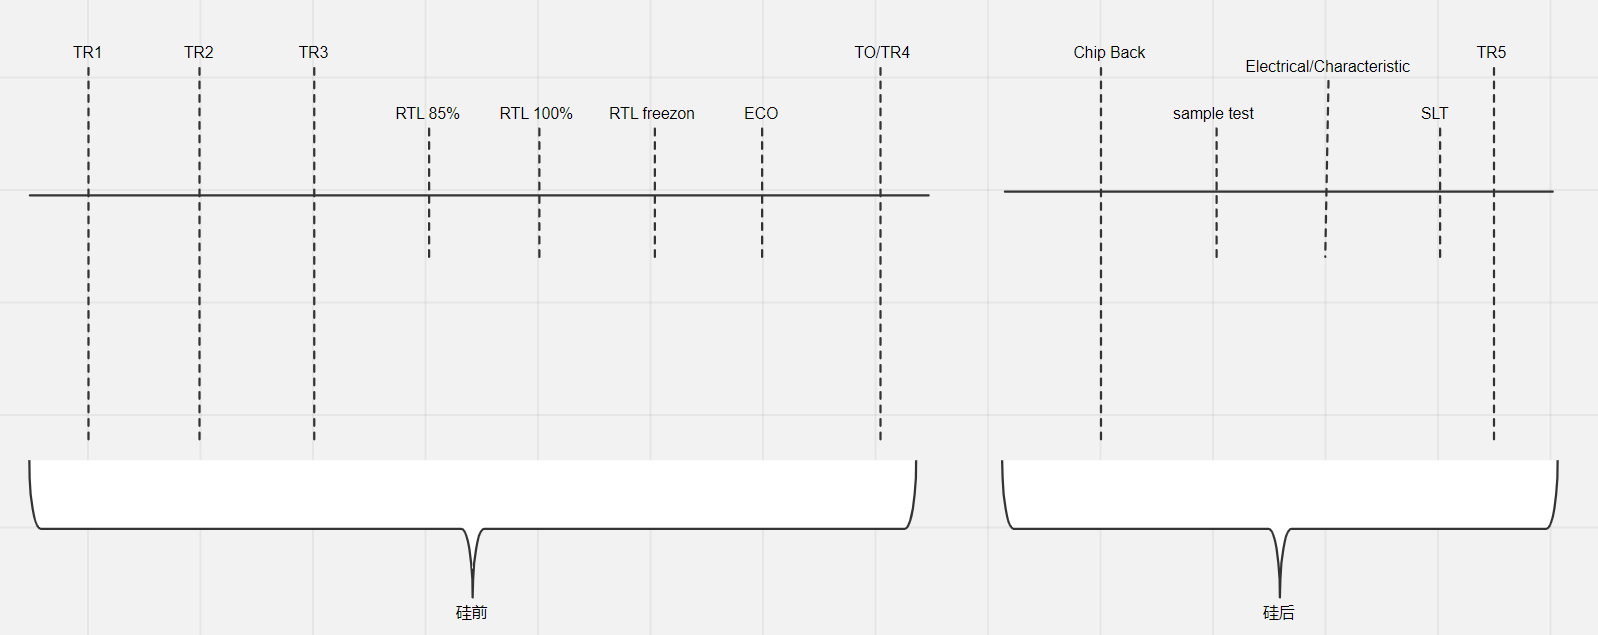 TR1
TR2
TR3
TO/TR4
Chip Back
Electrical/Characteristic
TR5
RTL 85%
RTL 100%
RTL freezon
ECO
sample test
SLT
硅前
硅后